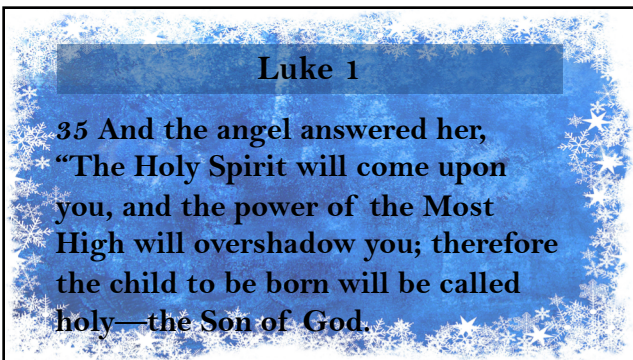 Luke 1
35 And the angel answered her,
“The Holy Spirit will come upon
you, and the power of the Most
High will overshadow you; therefore
the child to be born will be called
holy—the Son of God.